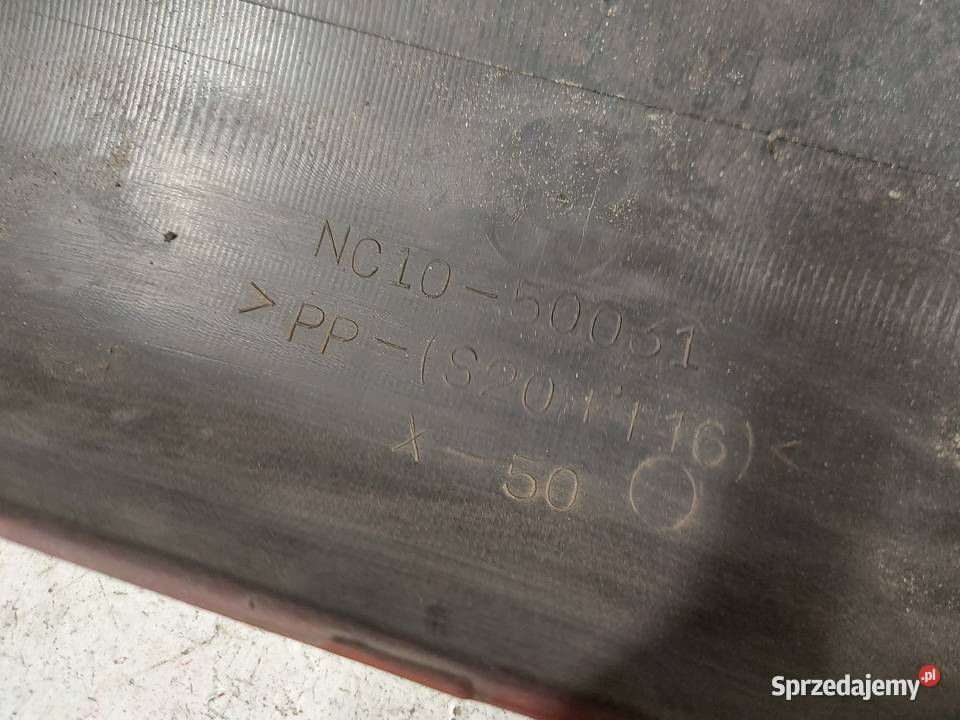 NC10-50031
>PP-(S20+T16)<
X-50
Sprzedajemy.pl